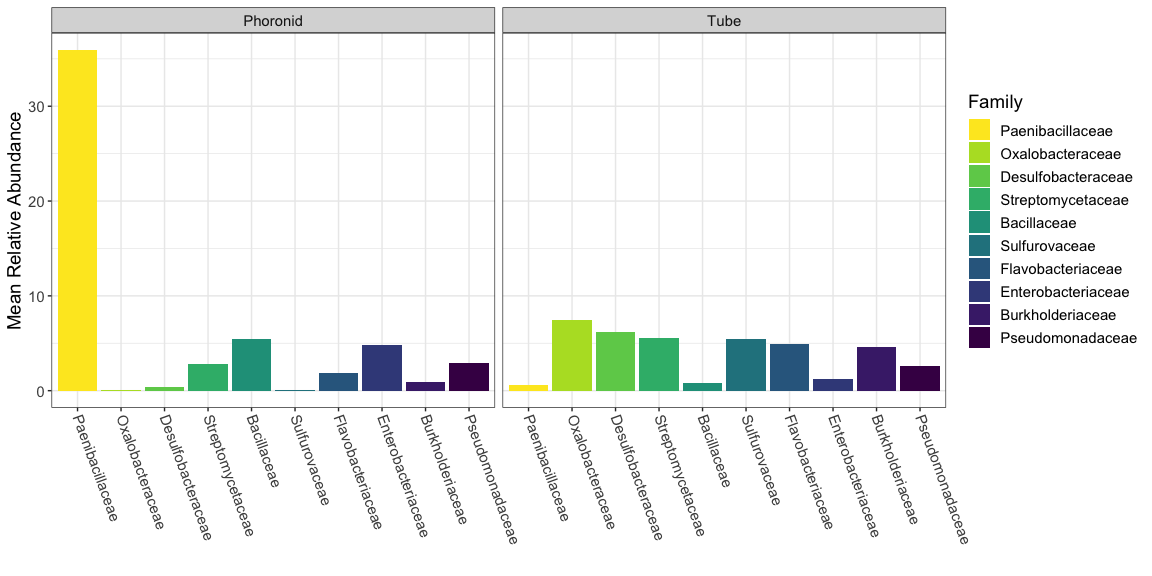 Phoronid
Tube
Mean Relative Abundance
30
20
10
0
Paenibacillaceae
Oxalobacteraceae
Desulfobacteraceae
Streptomycetaceae
Bacillaceae
Sulfurovaceae
Flavobacteriaceae
Enterobacteriaceae
Burkholderiaceae
Pseudomonadaceae
Paenibacillaceae
Oxalobacteraceae
Desulfobacteraceae
Streptomycetaceae
Bacillaceae
Sulfurovaceae
Flavobacteriaceae
Enterobacteriaceae
Burkholderiaceae
Pseudomonadaceae
Family
Paenibacillaceae
Oxalobacteraceae
Desulfobacteraceae
Streptomycetaceae
Bacillaceae
Sulfurovaceae
Flavobacteriaceae
Enterobacteriaceae
Burkholderiaceae
Pseudomonadaceae